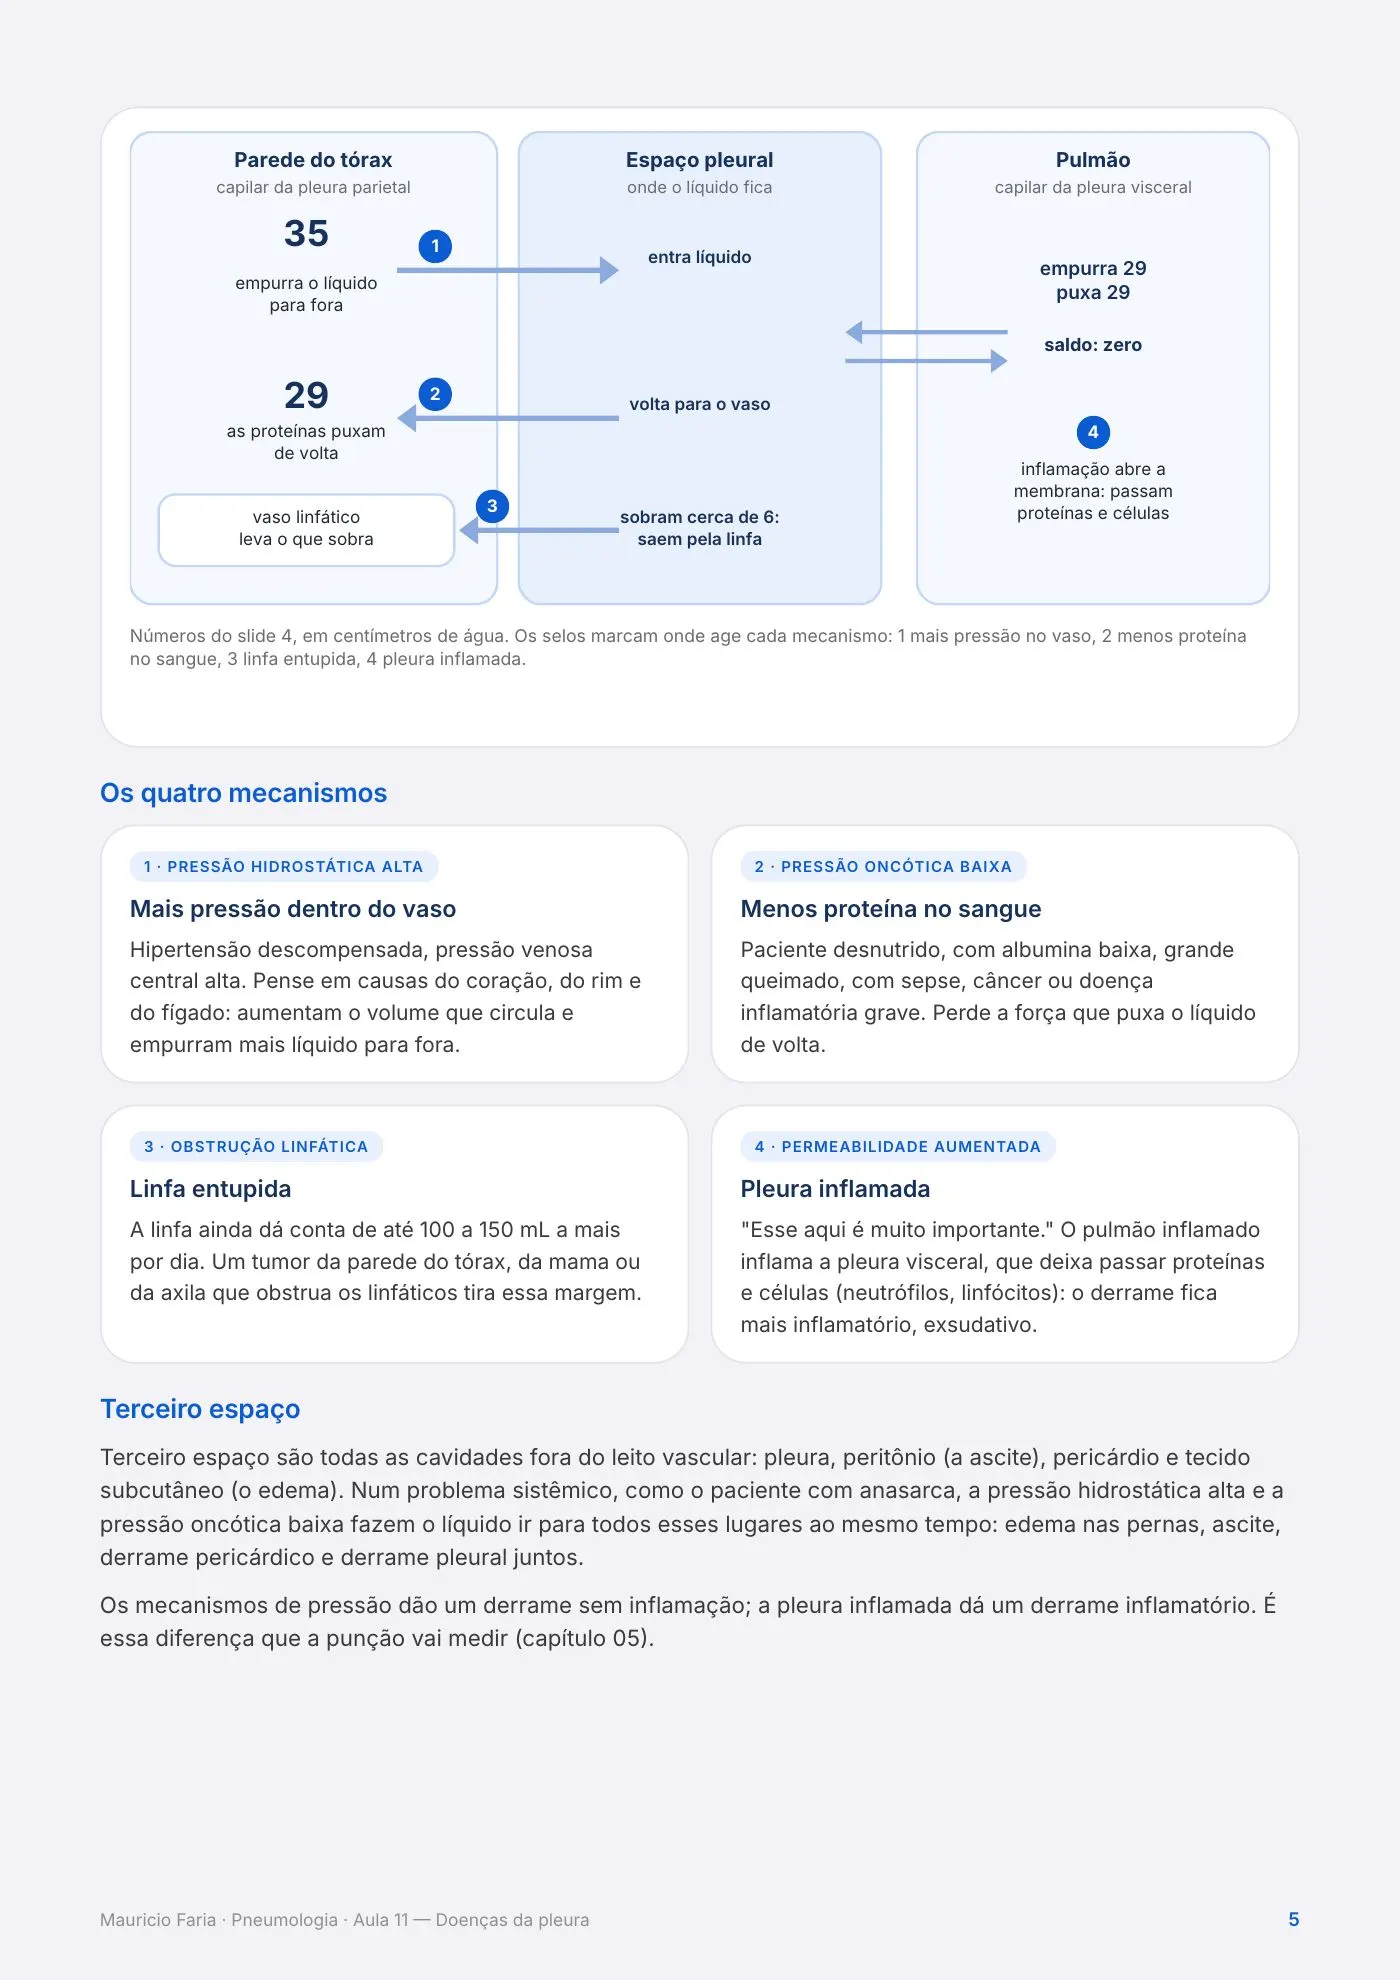 Parede do tórax
capilar da pleura parietal
35
empurra o líquido
para fora
1
29
as proteínas puxam
de volta
2
vaso linfático
leva o que sobra
3
Espaço pleural
onde o líquido fica
entra líquido
volta para o vaso
sobram cerca de 6:
saem pela linfa
Pulmão
capilar da pleura visceral
empurra 29
puxa 29
saldo: zero
4
inflamação abre a
membrana: passam
proteínas e células
Números do slide 4, em centímetros de água. Os selos marcam onde age cada mecanismo: 1 mais pressão no vaso, 2 menos proteína
no sangue, 3 linfa entupida, 4 pleura inflamada.
Os quatro mecanismos
1 · PRESSÃO HIDROSTÁTICA ALTA
Mais pressão dentro do vaso
Hipertensão descompensada, pressão venosa
central alta. Pense em causas do coração, do rim e
do fígado: aumentam o volume que circula e
empurram mais líquido para fora.
2 · PRESSÃO ONCÓTICA BAIXA
Menos proteína no sangue
Paciente desnutrido, com albumina baixa, grande
queimado, com sepse, câncer ou doença
inflamatória grave. Perde a força que puxa o líquido
de volta.
3 · OBSTRUÇÃO LINFÁTICA
Linfa entupida
A linfa ainda dá conta de até 100 a 150 mL a mais
por dia. Um tumor da parede do tórax, da mama ou
da axila que obstrua os linfáticos tira essa margem.
4 · PERMEABILIDADE AUMENTADA
Pleura inflamada
"Esse aqui é muito importante." O pulmão inflamado
inflama a pleura visceral, que deixa passar proteínas
e células (neutrófilos, linfócitos): o derrame fica
mais inflamatório, exsudativo.
Terceiro espaço
Terceiro espaço são todas as cavidades fora do leito vascular: pleura, peritônio (a ascite), pericárdio e tecido
subcutâneo (o edema). Num problema sistêmico, como o paciente com anasarca, a pressão hidrostática alta e a
pressão oncótica baixa fazem o líquido ir para todos esses lugares ao mesmo tempo: edema nas pernas, ascite,
derrame pericárdico e derrame pleural juntos.
Os mecanismos de pressão dão um derrame sem inflamação; a pleura inflamada dá um derrame inflamatório. É
essa diferença que a punção vai medir (capítulo 05).
Mauricio Faria · Pneumologia · Aula 11 — Doenças da pleura
5